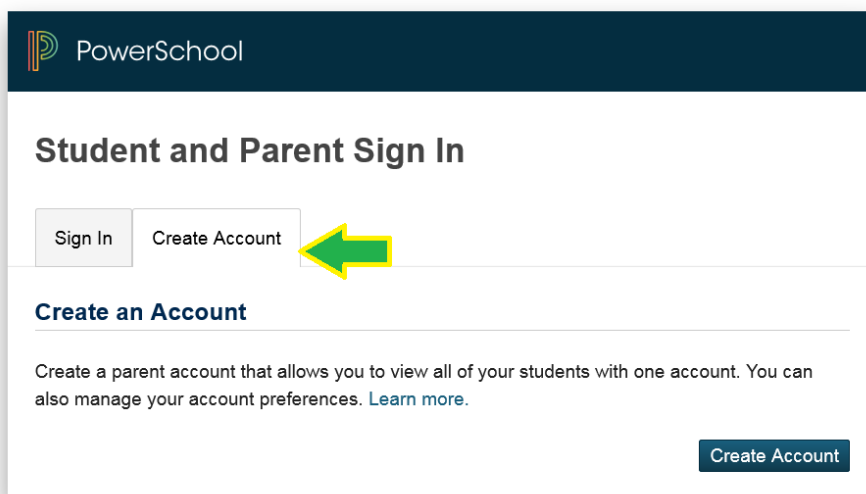 PowerSchool
Student and Parent Sign In
Sign In
Create Account
Create an Account
Create a parent account that allows you to view all of your students with one account. You can
also manage your account preferences. Learn more.
Create Account